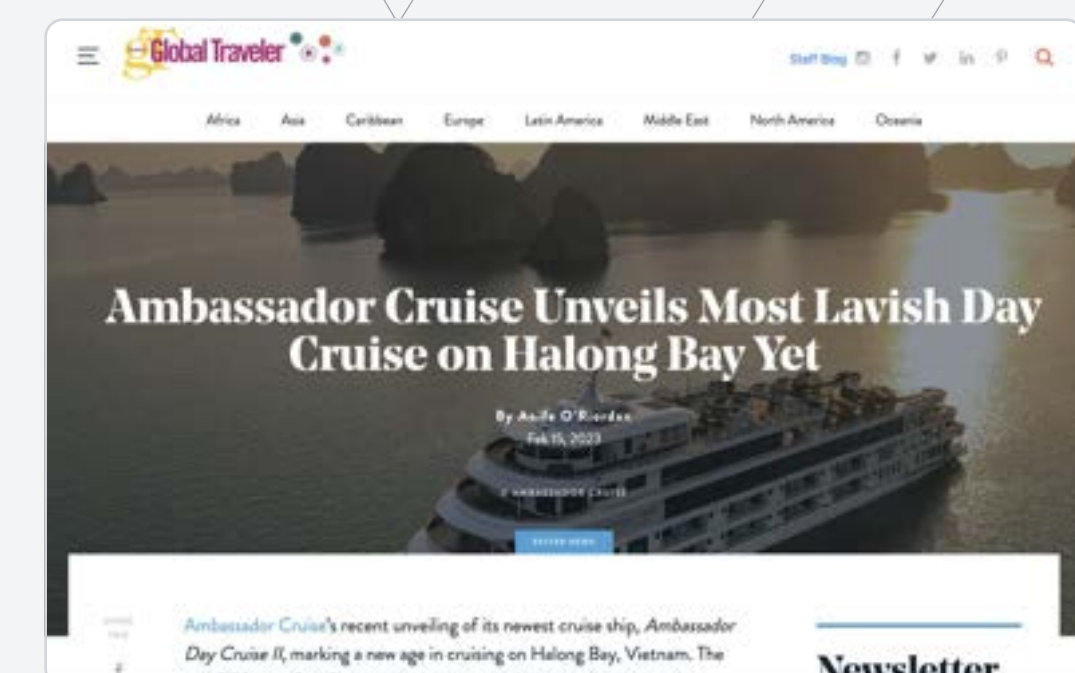 Global Traveler
Staff Blog
Africa Asia Caribbean Europe Latin America Middle East North America Oceania
Ambassador Cruise Unveils Most Lavish Day
Cruise on Halong Bay Yet
By Aoife O'Riordan
Feb 15, 2023
© AMBASSADOR CRUISE
Ambassador Cruise's recent unveiling of its newest cruise ship, Ambassador
Day Cruise II, marking a new age in cruising on Halong Bay, Vietnam. The
Newsletter